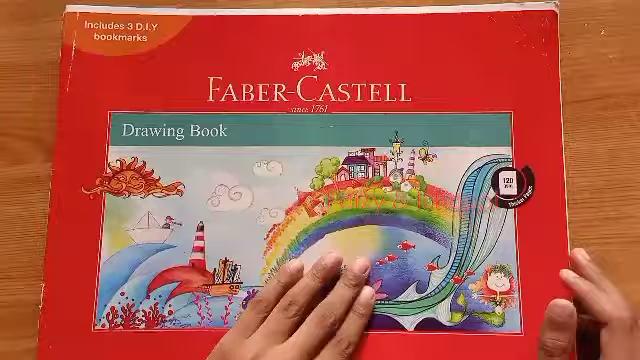 Includes 3 D.I.Y
bookmarks
FABER-CASTELL
since 1761
Drawing Book
120